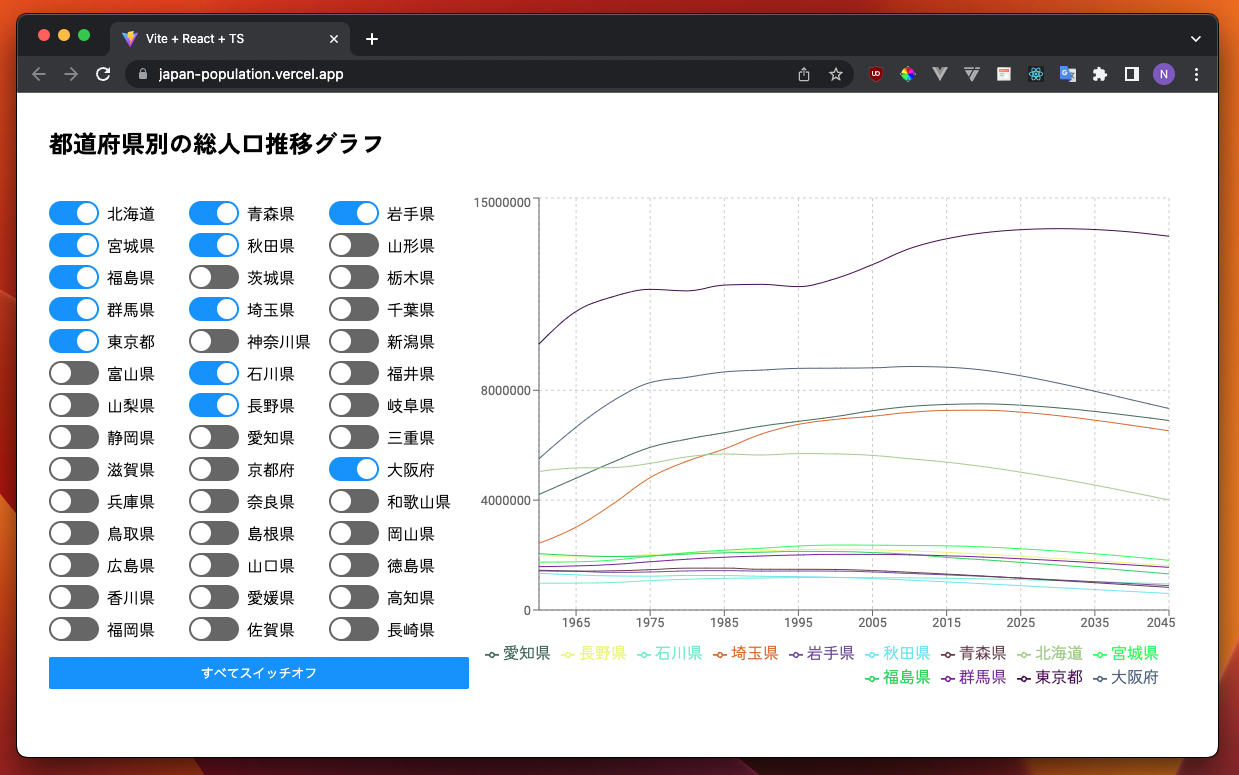 Vite + React + TS
japan-population.vercel.app
N
都道府県別の総人口推移グラフ
北海道 青森県 岩手県
宮城県 秋田県 山形県
福島県 茨城県 栃木県
群馬県 埼玉県 千葉県
東京都 神奈川県 新潟県
富山県 石川県 福井県
山梨県 長野県 岐阜県
静岡県 愛知県 三重県
滋賀県 京都府 大阪府
兵庫県 奈良県 和歌山県
鳥取県 島根県 岡山県
広島県 山口県 徳島県
香川県 愛媛県 高知県
福岡県 佐賀県 長崎県
すべてスイッチオフ
15000000
8000000
4000000
0
1965 1975 1985 1995 2005 2015 2025 2035 2045
愛知県 長野県 石川県 埼玉県 岩手県 秋田県 青森県 北海道 宮城県
福島県 群馬県 東京都 大阪府